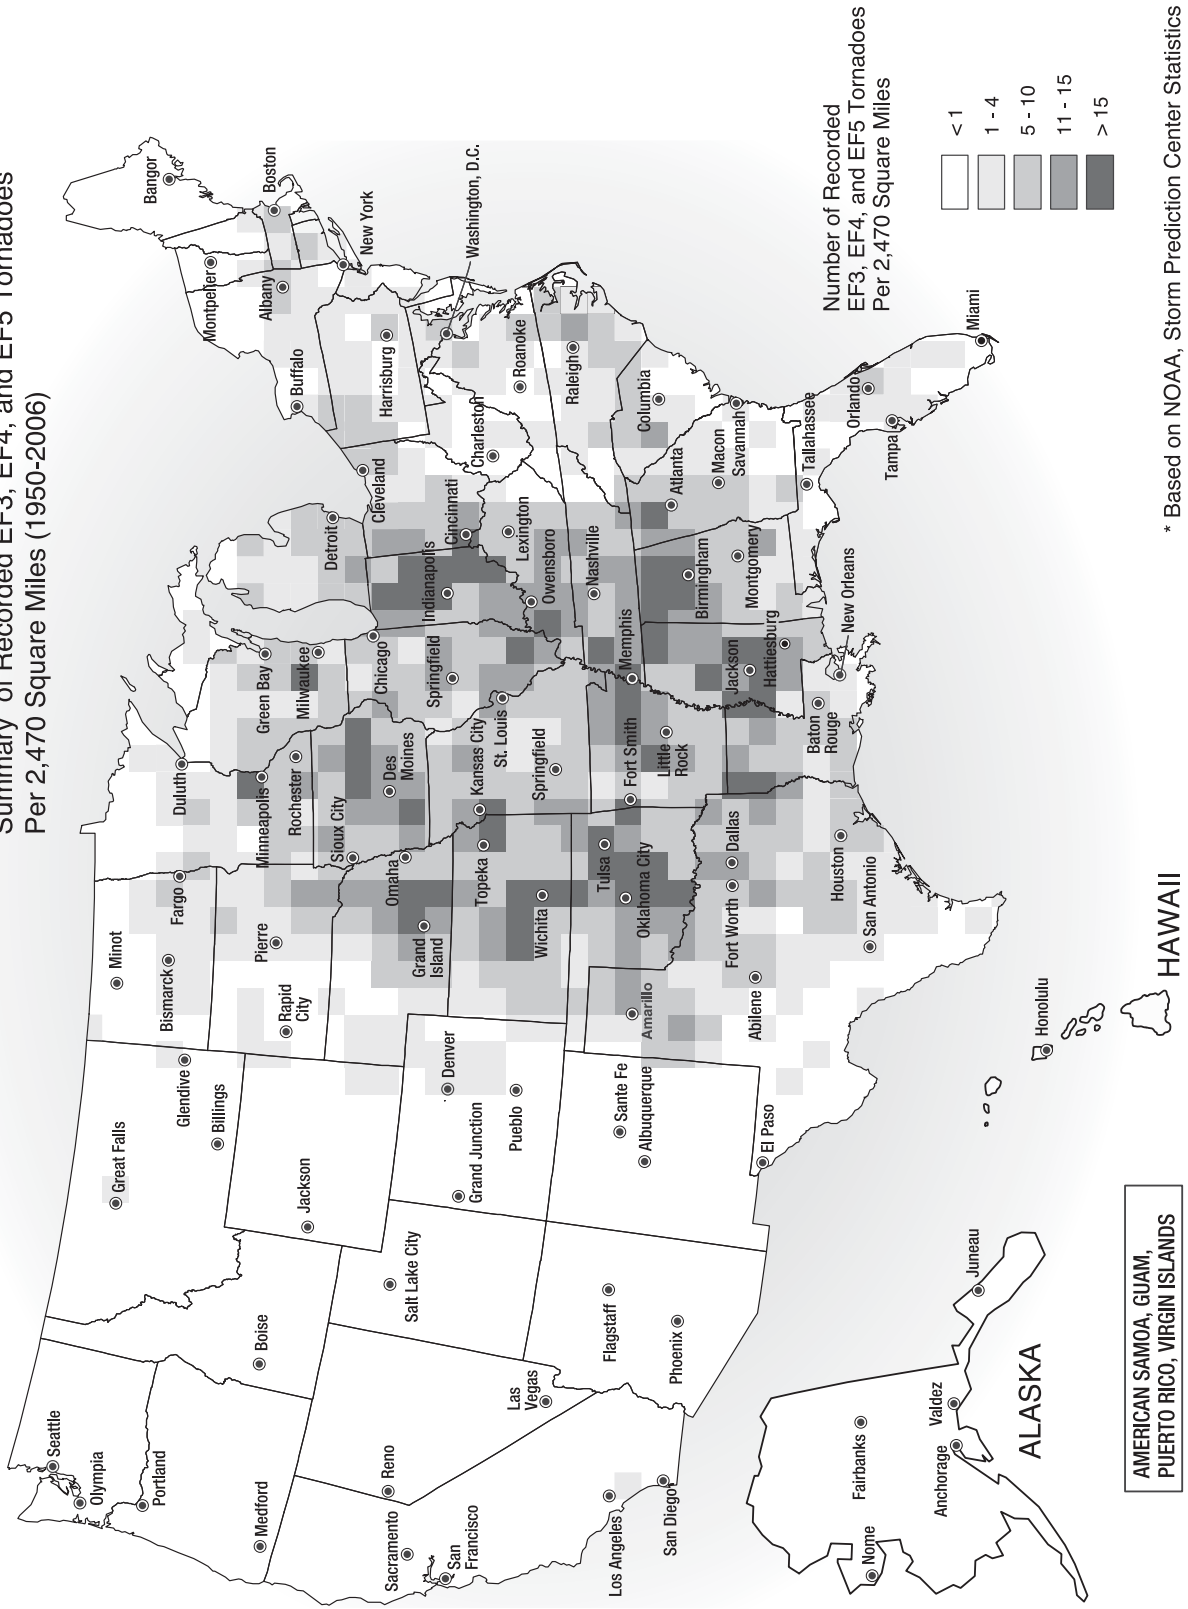 Summary of Recorded EF3, EF4, and EF5 Tornadoes
Per 2,470 Square Miles (1950-2006)
Seattle
Olympia
Portland
Medford
Boise
Great Falls
Glendive
Billings
Jackson
Reno
Sacramento
San
Francisco
Las
Vegas
Los Angeles
San Diego
Salt Lake City
Flagstaff
Phoenix
Grand Junction
Denver
Pueblo
Sante Fe
Albuquerque
El Paso
Minot
Bismarck
Fargo
Pierre
Rapid
City
Grand
Island
Omaha
Topeka
Wichita
Tulsa
Oklahoma City
Amarillo
Abilene
Fort Worth
Dallas
San Antonio
Houston
Duluth
Minneapolis
Rochester
Sioux City
Des
Moines
Kansas City
St. Louis
Springfield
Fort Smith
Little
Rock
Baton
Rouge
New Orleans
Green Bay
Milwaukee
Chicago
Springfield
Memphis
Jackson
Hattiesburg
Detroit
Indianapolis
Cincinnati
Cleveland
Lexington
Owensboro
Nashville
Birmingham
Montgomery
Atlanta
Macon
Savannah
Columbia
Tallahassee
Orlando
Tampa
Miami
Charleston
Roanoke
Raleigh
Harrisburg
Buffalo
Albany
Montpelier
Bangor
Boston
New York
Washington, D.C.
Number of Recorded
EF3, EF4, and EF5 Tornadoes
Per 2,470 Square Miles
< 1
1 - 4
5 - 10
11 - 15
> 15
Nome
Fairbanks
Anchorage
Valdez
Juneau
ALASKA
Honolulu
HAWAII
AMERICAN SAMOA, GUAM,
PUERTO RICO, VIRGIN ISLANDS
* Based on NOAA, Storm Prediction Center Statistics